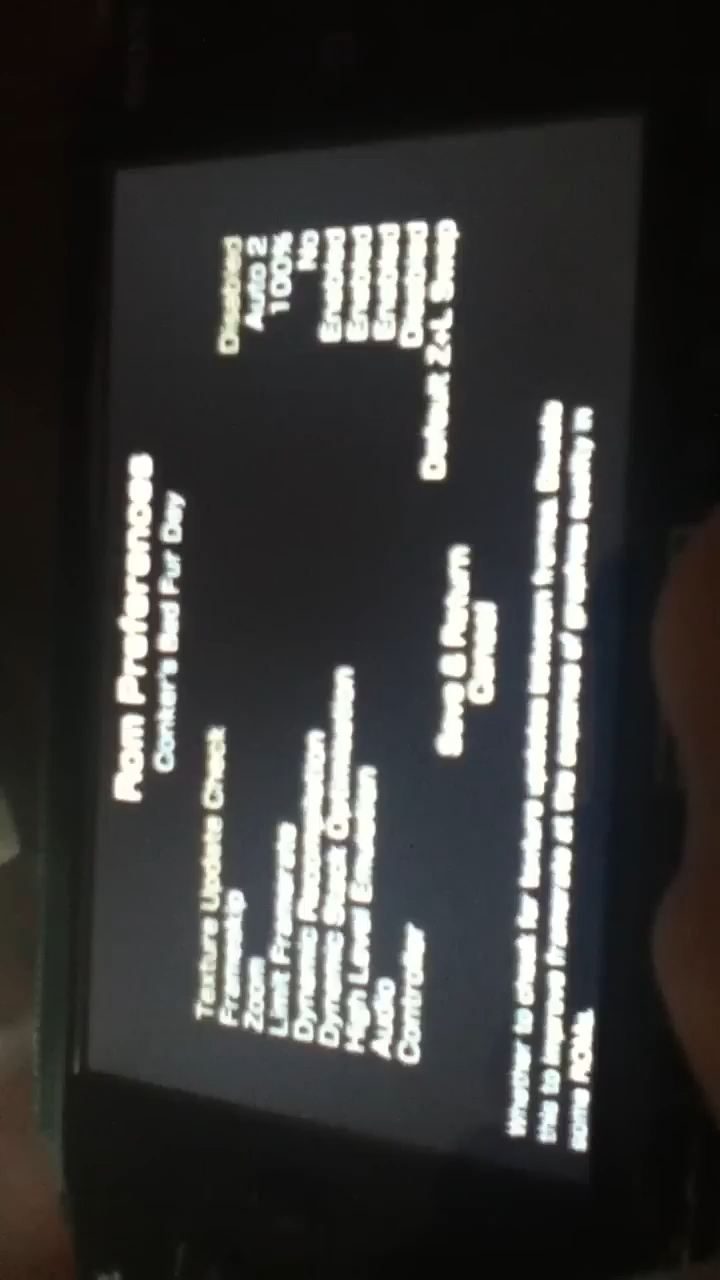 Rom Preferences
Conker's Bad Fur Day
Texture Update Check Disabled
Frameskip Auto 2
Zoom 100%
Limit Framerate No
Dynamic Recompilation Enabled
Dynamic Stack Optimisation Enabled
High Level Emulation Enabled
Audio Disabled
Controller Default Z+L Swap
Save & Return
Cancel
Whether to check for texture updates between frames. Disable
this to improve framerate at the expense of graphics quality in
some ROMs.